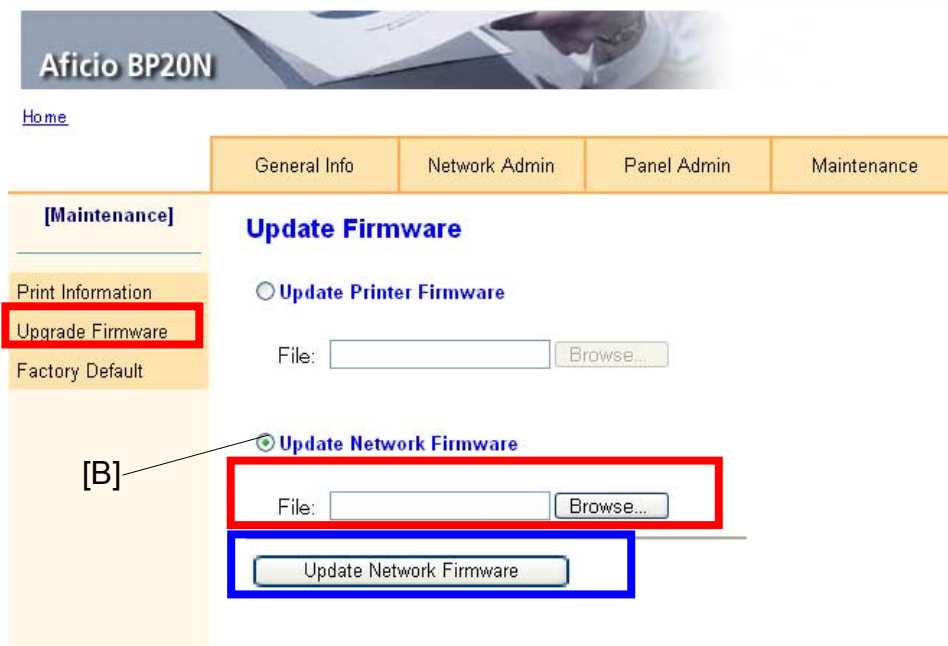 Aficio BP20N
Home
General Info Network Admin Panel Admin Maintenance
[Maintenance]
Print Information
Upgrade Firmware
Factory Default
Update Firmware
Update Printer Firmware
File: Browse...
Update Network Firmware
[B]
File: Browse...
Update Network Firmware